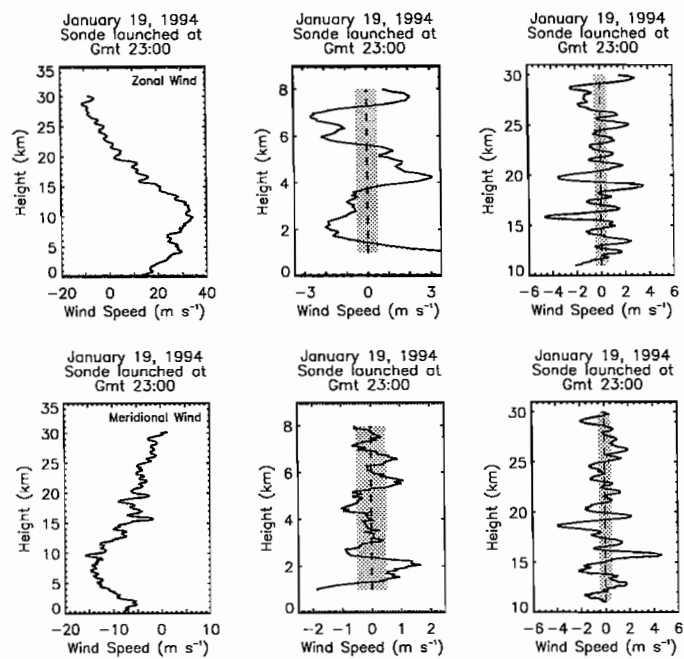 January 19, 1994
Sonde launched at
Gmt 23:00
January 19, 1994
Sonde launched at
Gmt 23:00
January 19, 1994
Sonde launched at
Gmt 23:00
Zonal Wind
Height (km)
35
30
25
20
15
10
5
0
-20 0 20 40
Wind Speed (m s⁻¹)
Height (km)
8
6
4
2
0
-3 0 3
Wind Speed (m s⁻¹)
Height (km)
30
25
20
15
10
-6 -4 -2 0 2 4 6
Wind Speed (m s⁻¹)
January 19, 1994
Sonde launched at
Gmt 23:00
January 19, 1994
Sonde launched at
Gmt 23:00
January 19, 1994
Sonde launched at
Gmt 23:00
Meridional Wind
Height (km)
35
30
25
20
15
10
5
0
-20 -10 0 10
Wind Speed (m s⁻¹)
Height (km)
8
6
4
2
0
-2 -1 0 1 2
Wind Speed (m s⁻¹)
Height (km)
30
25
20
15
10
-6 -4 -2 0 2 4 6
Wind Speed (m s⁻¹)